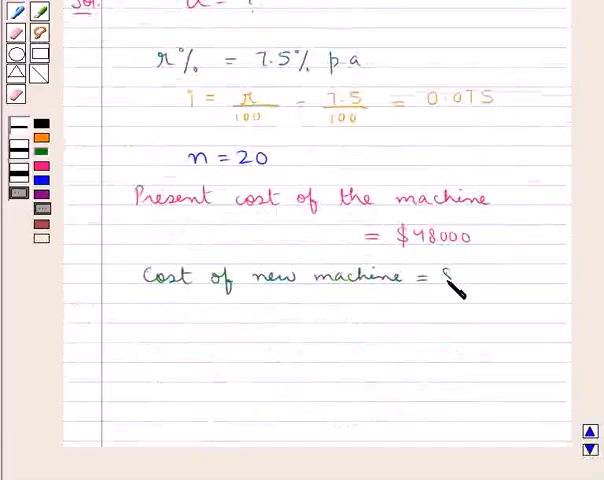 Sol.
r% = 7.5% p.a
i = r/100 = 7.5/100 = 0.075
n = 20
Present cost of the machine
= $48000
Cost of new machine =